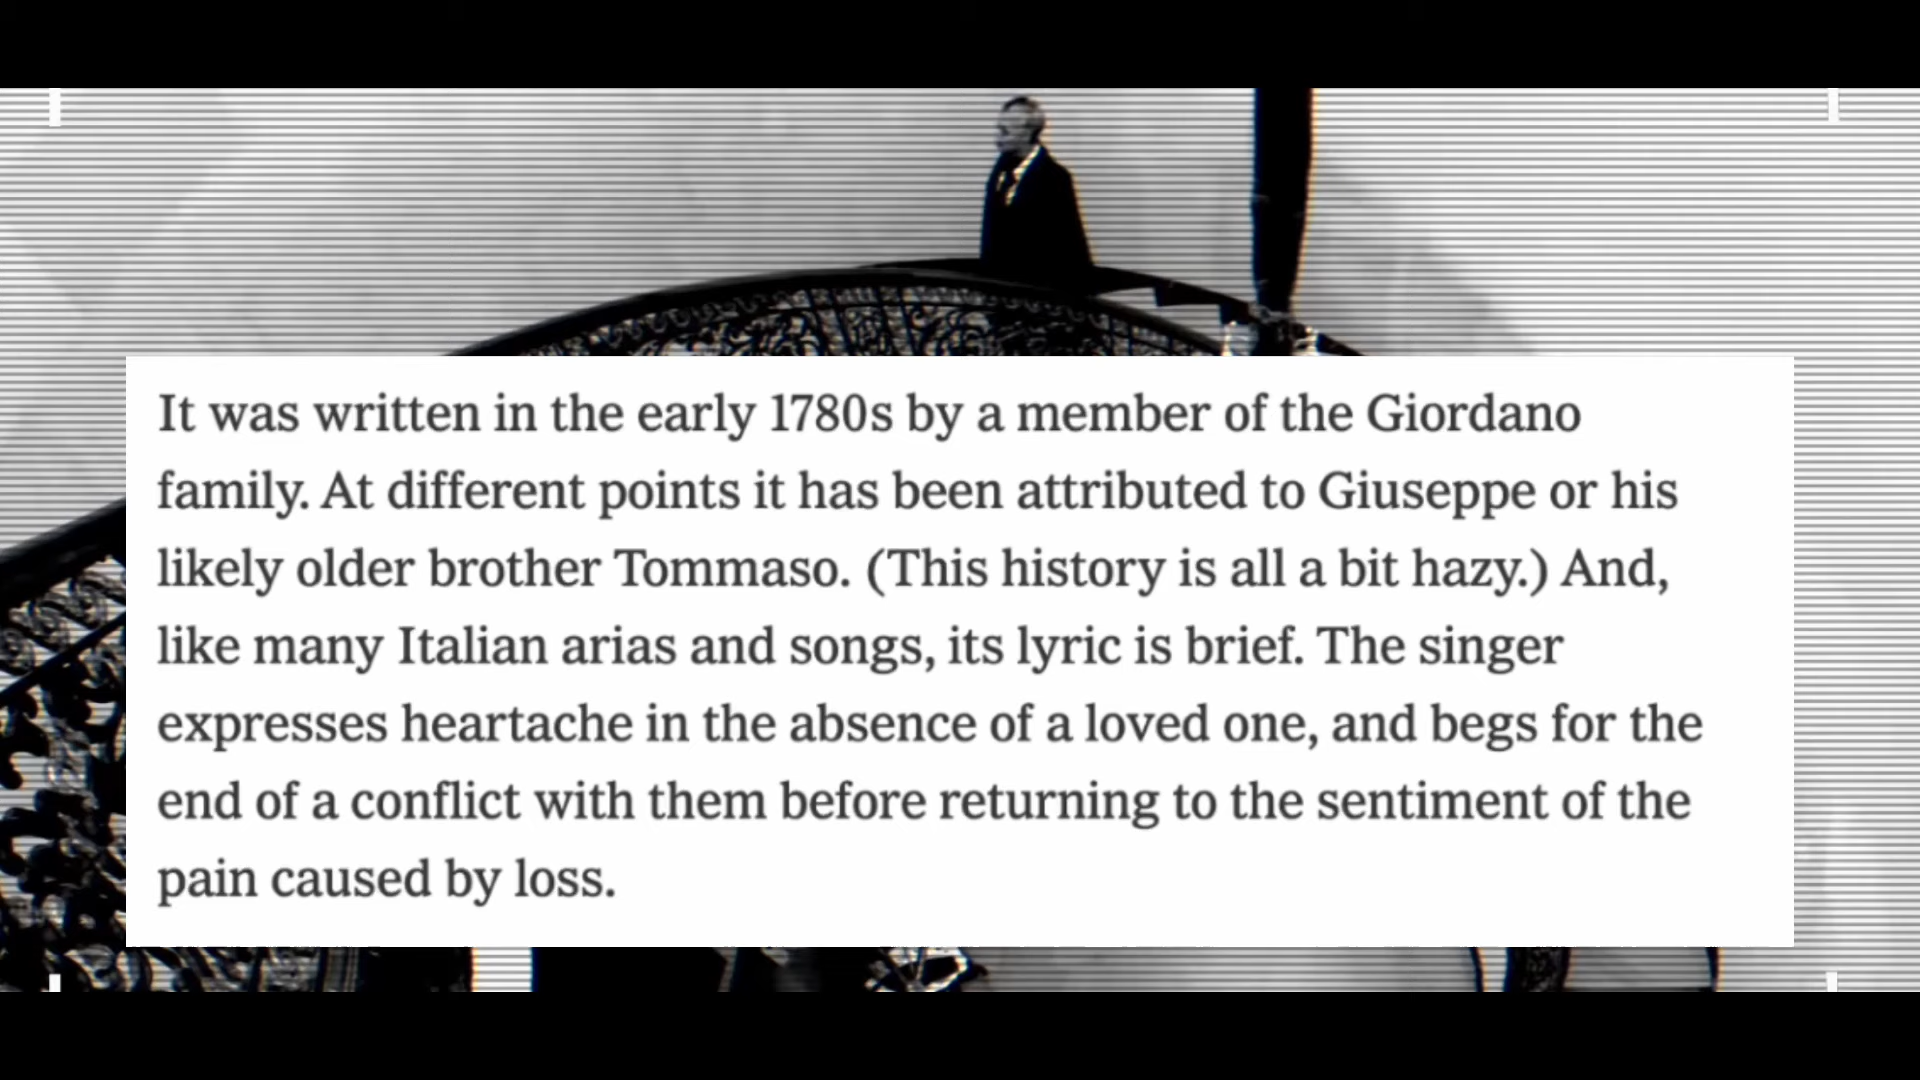 It was written in the early 1780s by a member of the Giordano
family. At different points it has been attributed to Giuseppe or his
likely older brother Tommaso. (This history is all a bit hazy.) And,
like many Italian arias and songs, its lyric is brief. The singer
expresses heartache in the absence of a loved one, and begs for the
end of a conflict with them before returning to the sentiment of the
pain caused by loss.